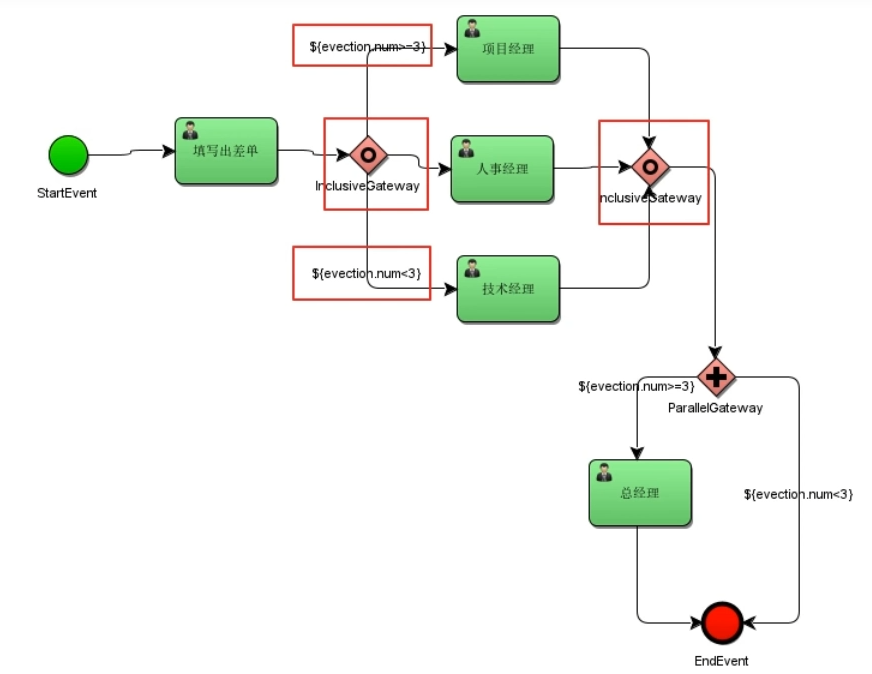 ${evection.num>=3}
项目经理
填写出差单
StartEvent
InclusiveGateway
人事经理
nclusiveGateway
${evection.num<3}
技术经理
${evection.num>=3}
ParallelGateway
总经理
${evection.num<3}
EndEvent